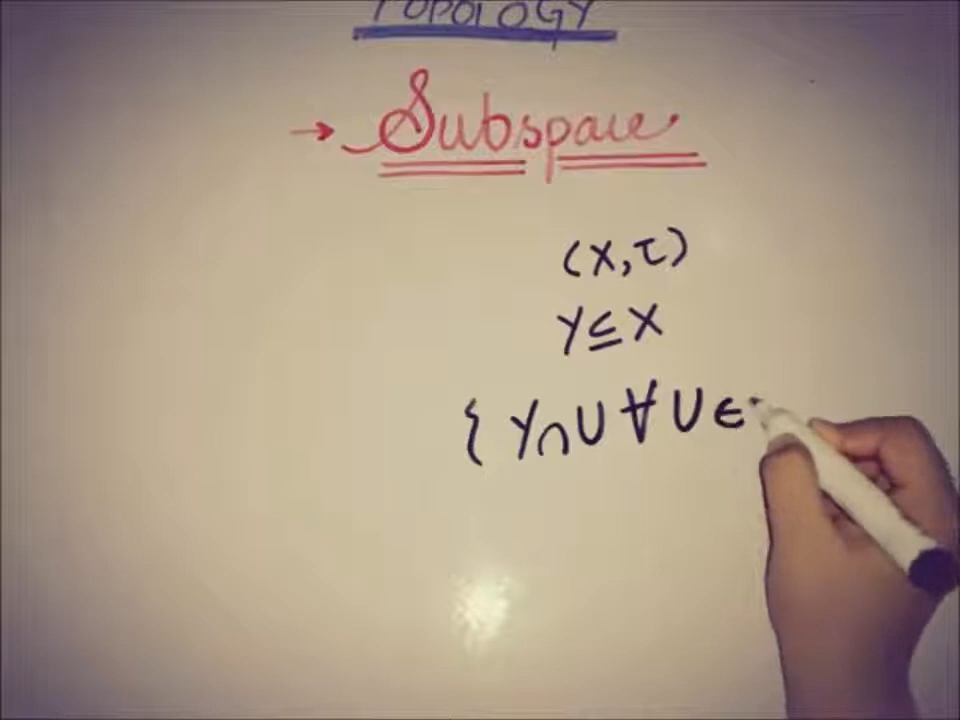 TOPOLOGY
→ Subspace
(X, τ)
Y ⊆ X
{ Y ∩ U ∀ U ∈